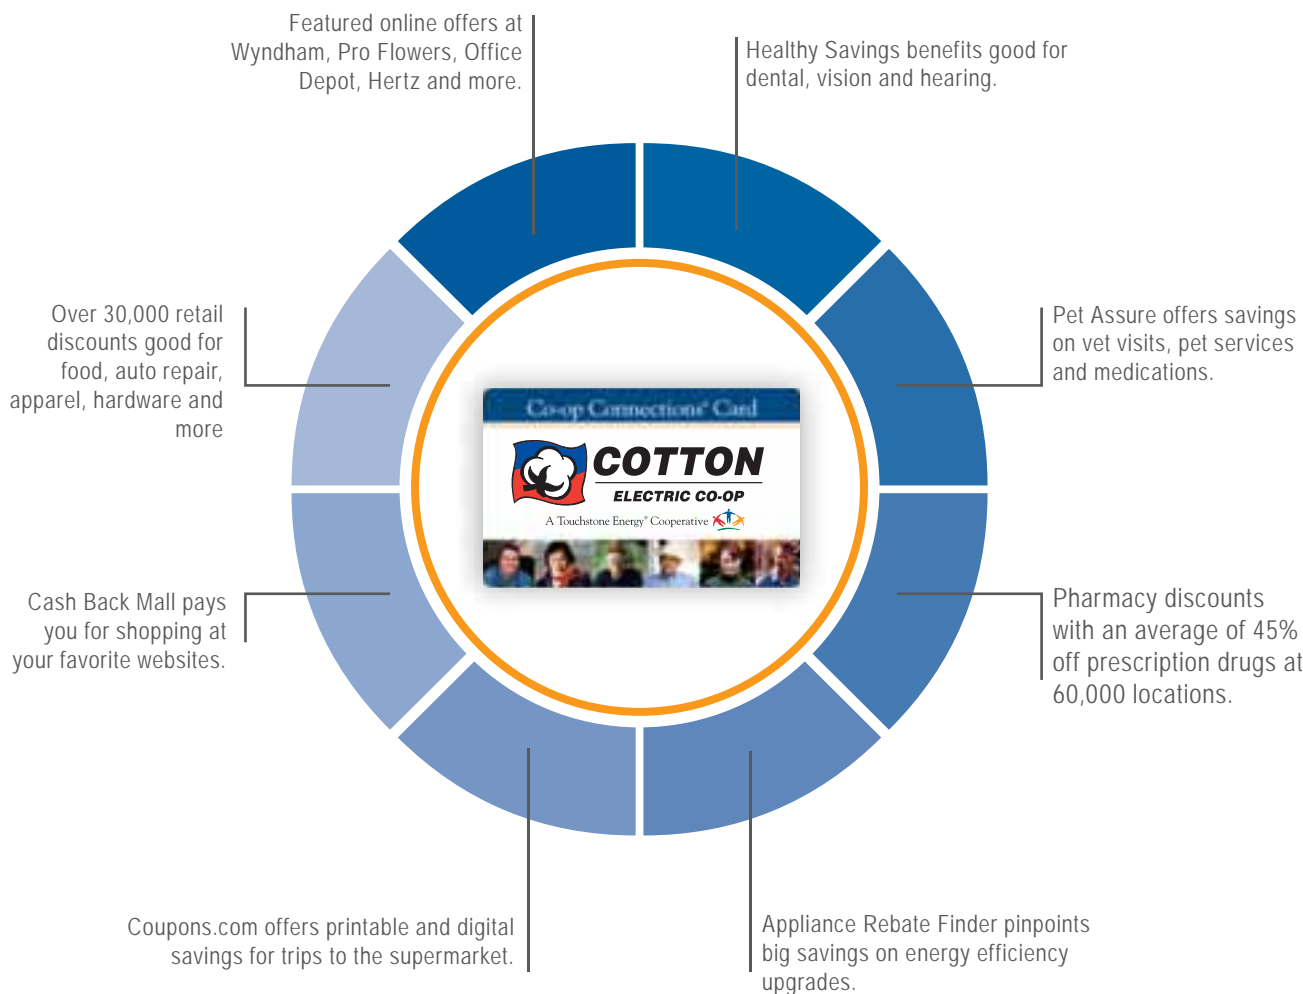 Featured online offers at
Wyndham, Pro Flowers, Office
Depot, Hertz and more.
Healthy Savings benefits good for
dental, vision and hearing.
Over 30,000 retail
discounts good for
food, auto repair,
apparel, hardware and
more
Pet Assure offers savings
on vet visits, pet services
and medications.
Co-op Connections® Card
COTTON
ELECTRIC CO-OP
A Touchstone Energy® Cooperative
Cash Back Mall pays
you for shopping at
your favorite websites.
Pharmacy discounts
with an average of 45%
off prescription drugs at
60,000 locations.
Coupons.com offers printable and digital
savings for trips to the supermarket.
Appliance Rebate Finder pinpoints
big savings on energy efficiency
upgrades.